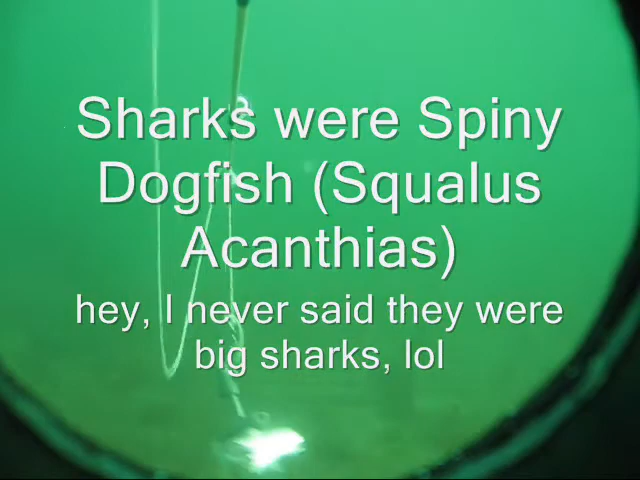 Sharks were Spiny
Dogfish (Squalus
Acanthias)
hey, I never said they were
big sharks, lol